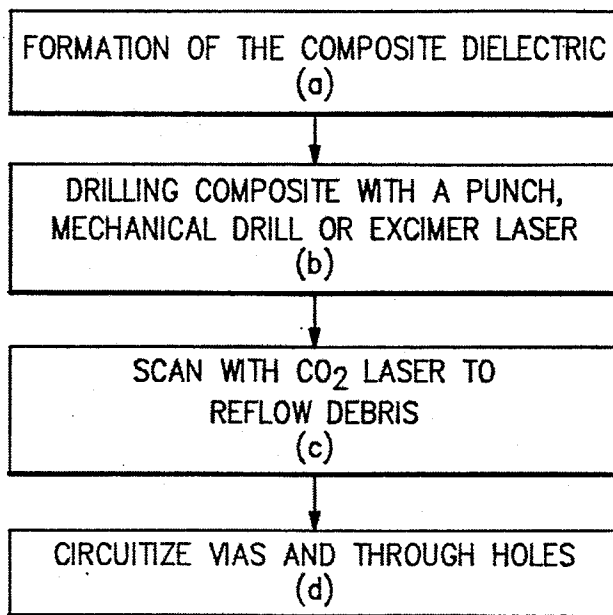 FORMATION OF THE COMPOSITE DIELECTRIC
(a)
DRILLING COMPOSITE WITH A PUNCH,
MECHANICAL DRILL OR EXCIMER LASER
(b)
SCAN WITH CO2 LASER TO
REFLOW DEBRIS
(c)
CIRCUITIZE VIAS AND THROUGH HOLES
(d)